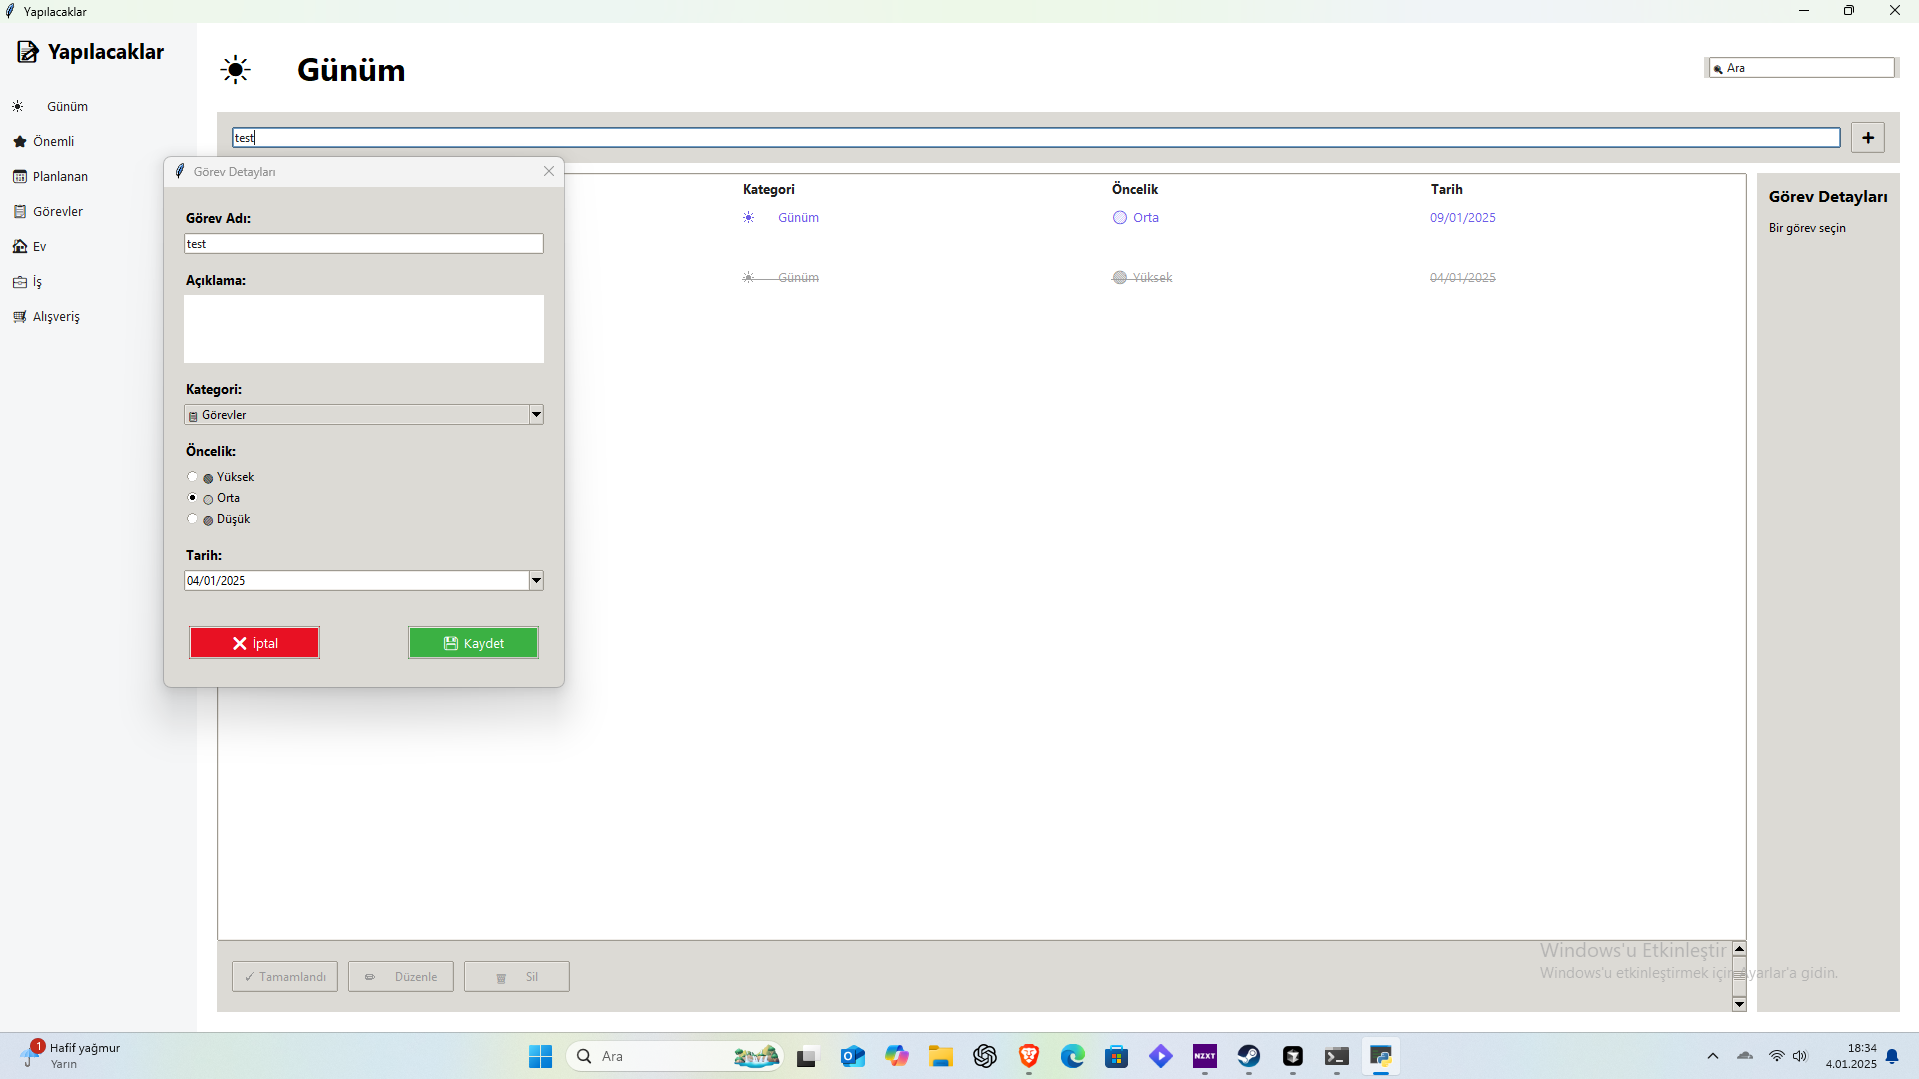 Yapılacaklar
Yapılacaklar
Günüm
Önemli
Planlanan
Görevler
Ev
İş
Alışveriş
Günüm
Ara
test
+
Görev Detayları
Görev Adı:
test
Açıklama:
Kategori:
Görevler
Öncelik:
Yüksek
Orta
Düşük
Tarih:
04/01/2025
İptal
Kaydet
Kategori Öncelik Tarih
Günüm Orta 09/01/2025
Günüm Yüksek 04/01/2025
Görev Detayları
Bir görev seçin
✓ Tamamlandı
Düzenle
Sil
Windows'u Etkinleştir
Windows'u etkinleştirmek için Ayarlar'a gidin.
1
Hafif yağmur
Yarın
Ara
NZXT
18:34
4.01.2025